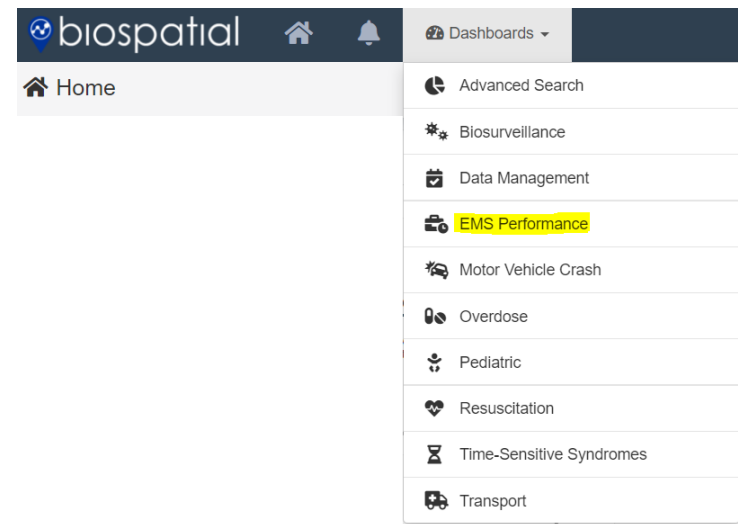 biospatial
Dashboards
Home
Advanced Search
Biosurveillance
Data Management
EMS Performance
Motor Vehicle Crash
Overdose
Pediatric
Resuscitation
Time-Sensitive Syndromes
Transport